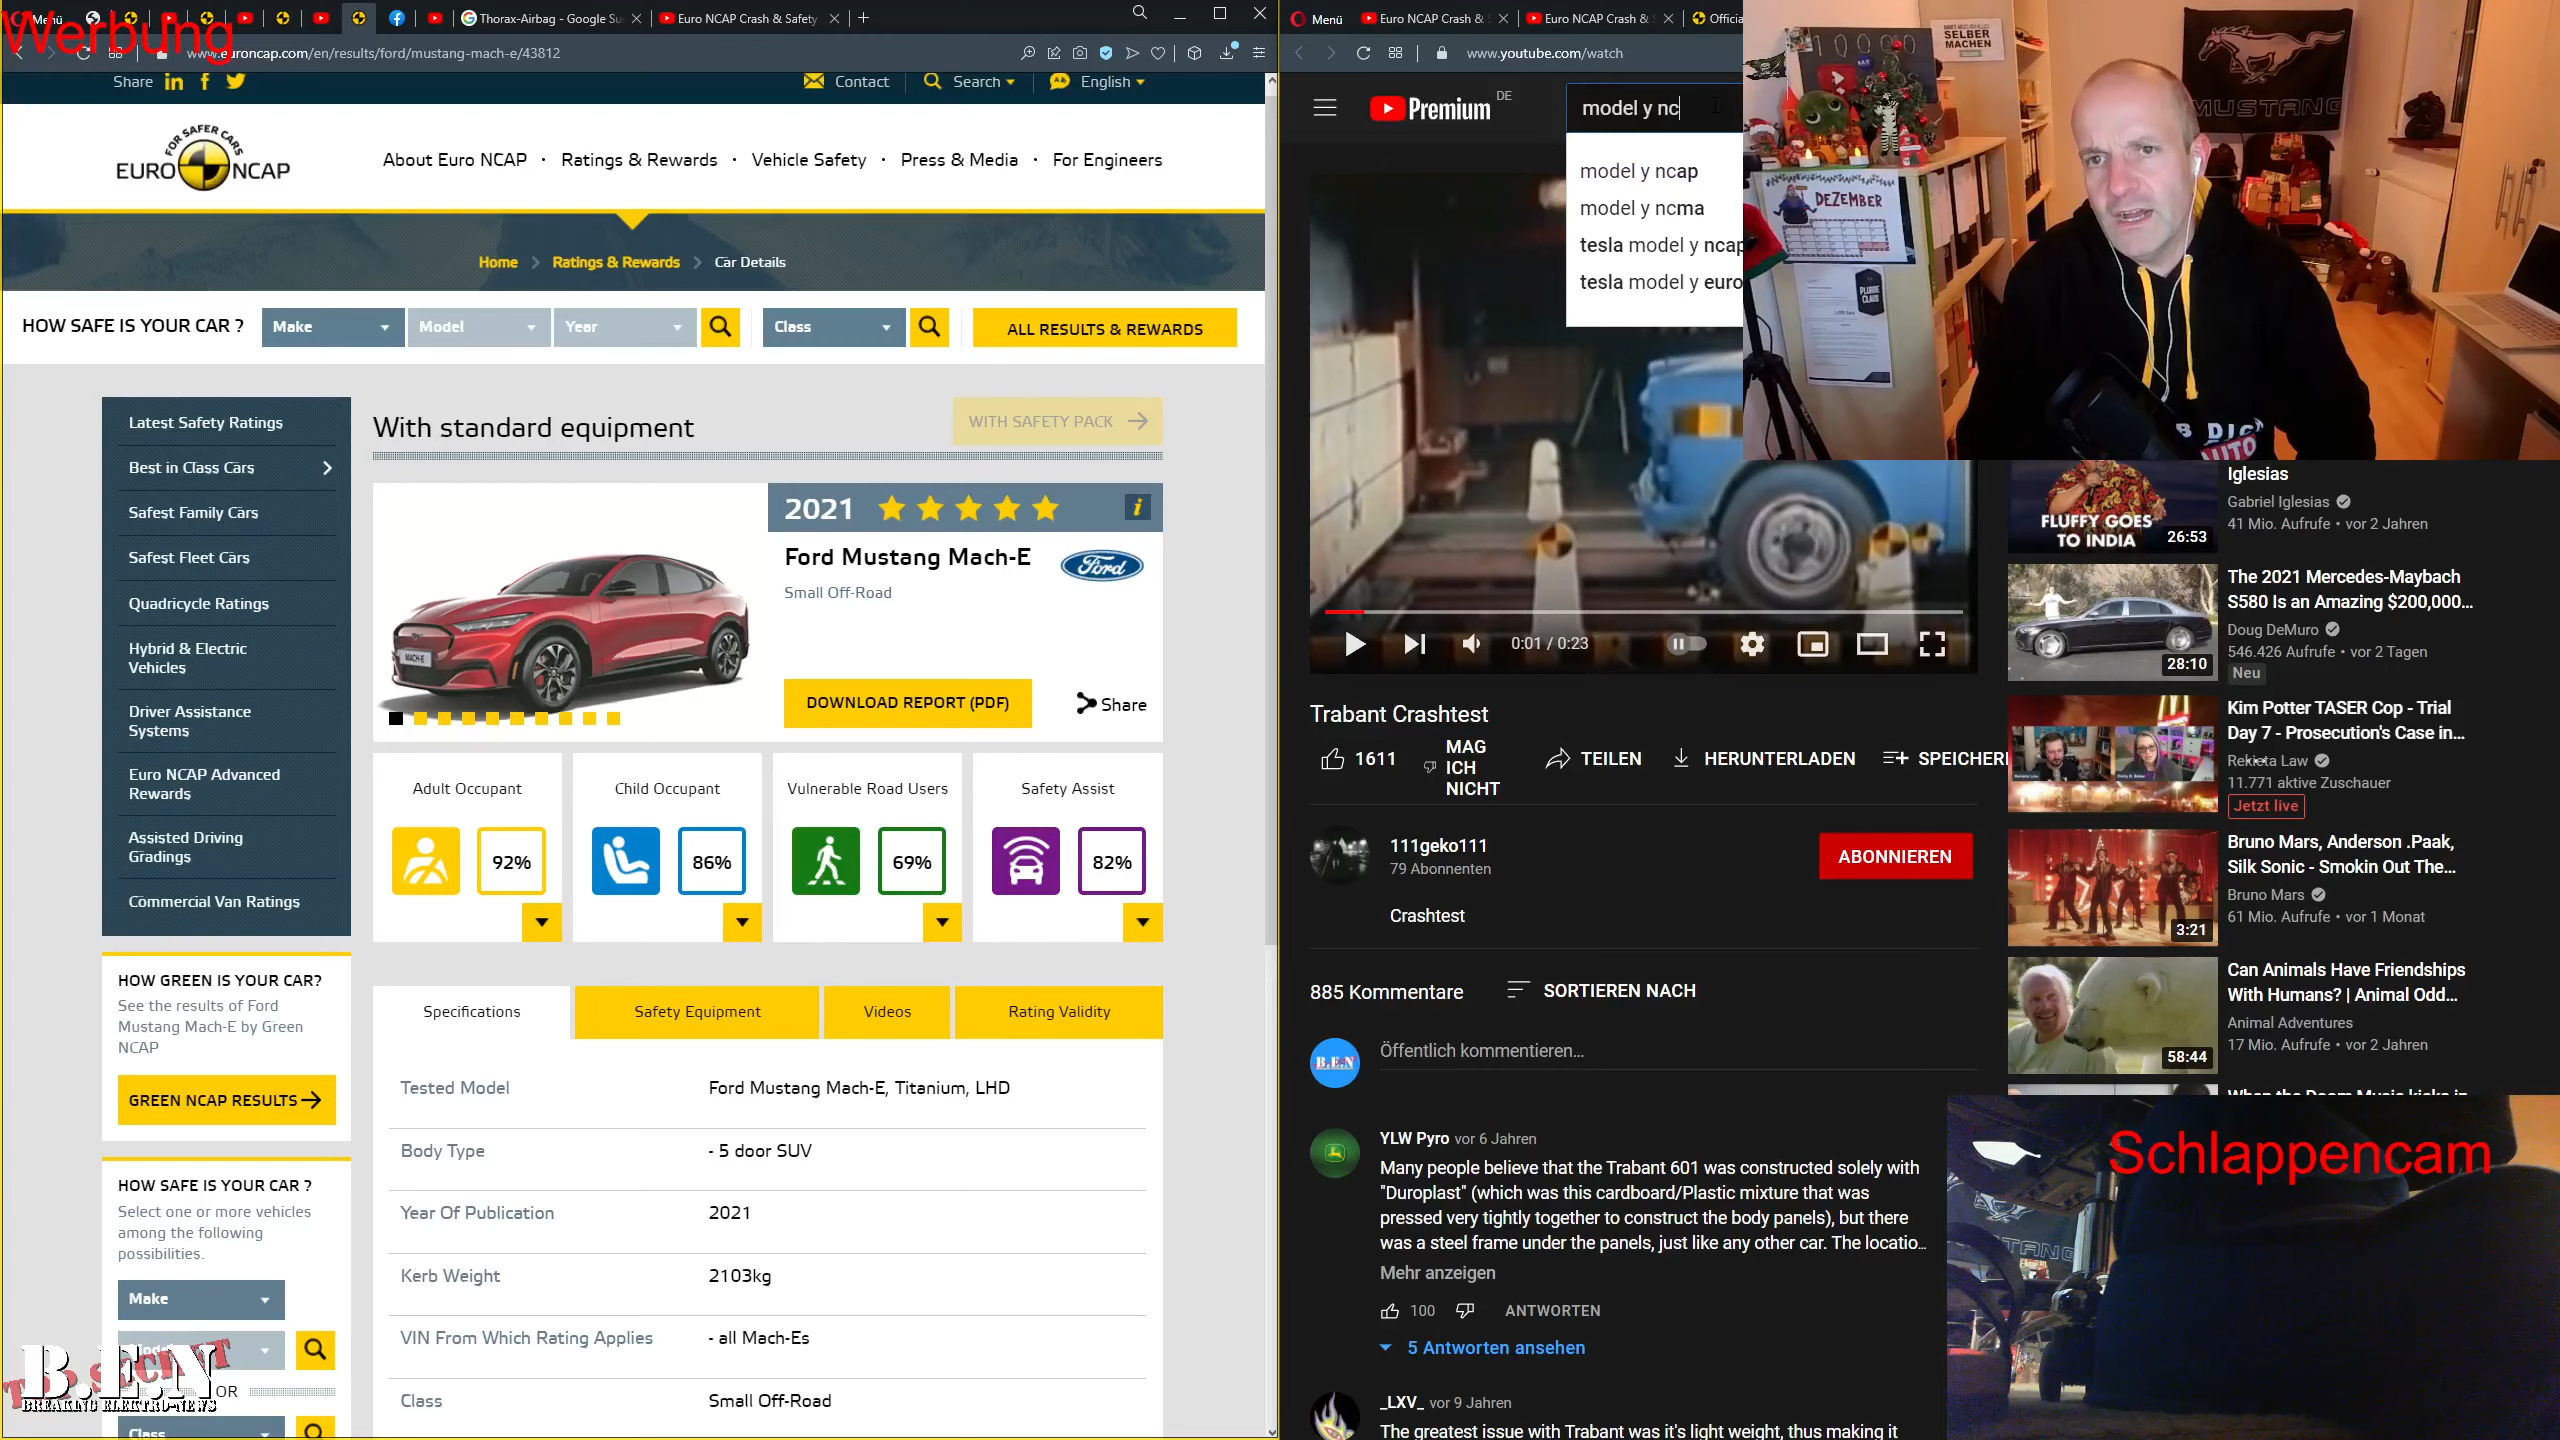 Menü
Thorax-Airbag - Google Su
Euro NCAP Crash & Safety
Werbung
www.euroncap.com/en/results/ford/mustang-mach-e/43812
Share
Contact
Search
English
FOR SAFER CARS
EURO NCAP
About Euro NCAP · Ratings & Rewards · Vehicle Safety · Press & Media · For Engineers
Home > Ratings & Rewards > Car Details
HOW SAFE IS YOUR CAR ?
Make
Model
Year
Class
ALL RESULTS & REWARDS
Latest Safety Ratings
Best in Class Cars
Safest Family Cars
Safest Fleet Cars
Quadricycle Ratings
Hybrid & Electric
Vehicles
Driver Assistance
Systems
Euro NCAP Advanced
Rewards
Assisted Driving
Gradings
Commercial Van Ratings
With standard equipment
WITH SAFETY PACK
2021
i
Ford Mustang Mach-E
Ford
Small Off-Road
MACH-E
DOWNLOAD REPORT (PDF)
Share
Adult Occupant
92%
Child Occupant
86%
Vulnerable Road Users
69%
Safety Assist
82%
HOW GREEN IS YOUR CAR?
See the results of Ford
Mustang Mach-E by Green
NCAP
GREEN NCAP RESULTS
HOW SAFE IS YOUR CAR ?
Select one or more vehicles
among the following
possibilities.
Make
OR
Class
B.E.N
BREAKING ELEKTRO-NEWS
Specifications
Safety Equipment
Videos
Rating Validity
Tested Model Ford Mustang Mach-E, Titanium, LHD
Body Type - 5 door SUV
Year Of Publication 2021
Kerb Weight 2103kg
VIN From Which Rating Applies - all Mach-Es
Class Small Off-Road
Menü
Euro NCAP Crash &
Euro NCAP Crash &
Officia
www.youtube.com/watch
Premium DE
model y nc
model y ncap
model y ncma
tesla model y ncap
tesla model y euro
SELBER
MACHEN
DEZEMBER
MUSTANG
AUTO
0:01 / 0:23
Trabant Crashtest
1611
MAG
ICH
NICHT
TEILEN
HERUNTERLADEN
SPEICHER
111geko111
79 Abonnenten
ABONNIEREN
Crashtest
885 Kommentare
SORTIEREN NACH
B.E.N
Öffentlich kommentieren...
YLW Pyro vor 6 Jahren
Many people believe that the Trabant 601 was constructed solely with
"Duroplast" (which was this cardboard/Plastic mixture that was
pressed very tightly together to construct the body panels), but there
was a steel frame under the panels, just like any other car. The locatio...
Mehr anzeigen
100
ANTWORTEN
5 Antworten ansehen
_LXV_ vor 9 Jahren
The greatest issue with Trabant was it's light weight, thus making it
FLUFFY GOES
TO INDIA
26:53
Iglesias
Gabriel Iglesias
41 Mio. Aufrufe • vor 2 Jahren
28:10
The 2021 Mercedes-Maybach
S580 Is an Amazing $200,000...
Doug DeMuro
546.426 Aufrufe • vor 2 Tagen
Neu
Kim Potter TASER Cop - Trial
Day 7 - Prosecution's Case in...
Rekieta Law
11.771 aktive Zuschauer
Jetzt live
3:21
Bruno Mars, Anderson .Paak,
Silk Sonic - Smokin Out The...
Bruno Mars
61 Mio. Aufrufe • vor 1 Monat
58:44
Can Animals Have Friendships
With Humans? | Animal Odd...
Animal Adventures
17 Mio. Aufrufe • vor 2 Jahren
Schlappencam